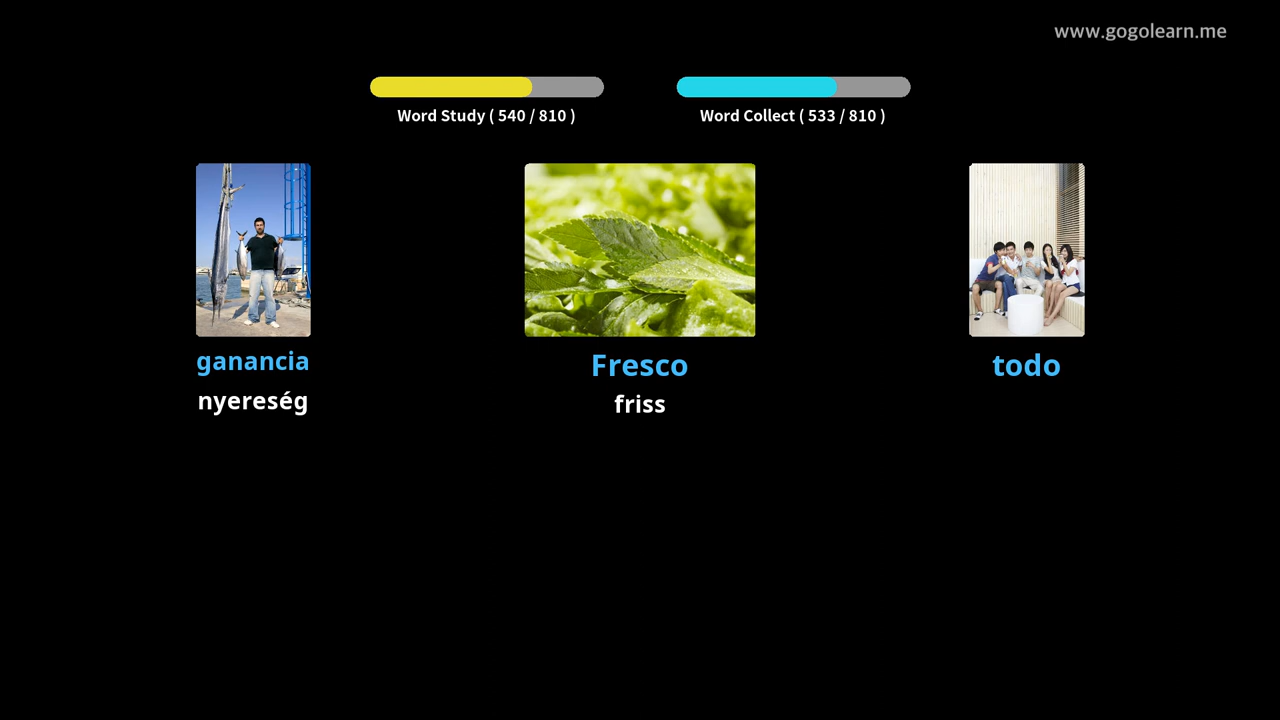 www.gogolearn.me
Word Study ( 540 / 810 )
Word Collect ( 533 / 810 )
ganancia
nyereség
Fresco
friss
todo